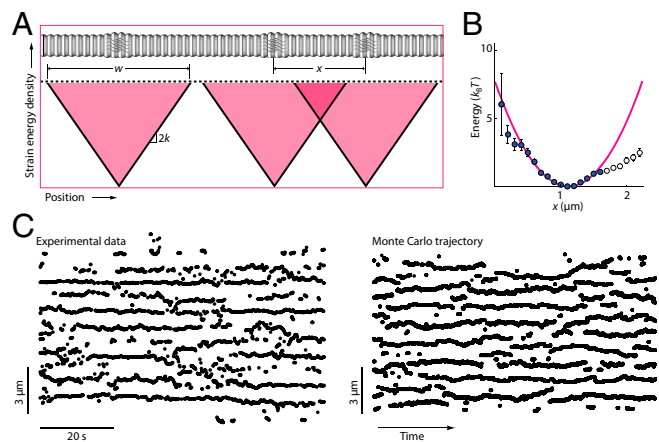 A
B
C
Strain energy density
w
x
2k
Position
Energy (kBT)
10
5
1
2
x (μm)
Experimental data
Monte Carlo trajectory
3 μm
20 s
3 μm
Time